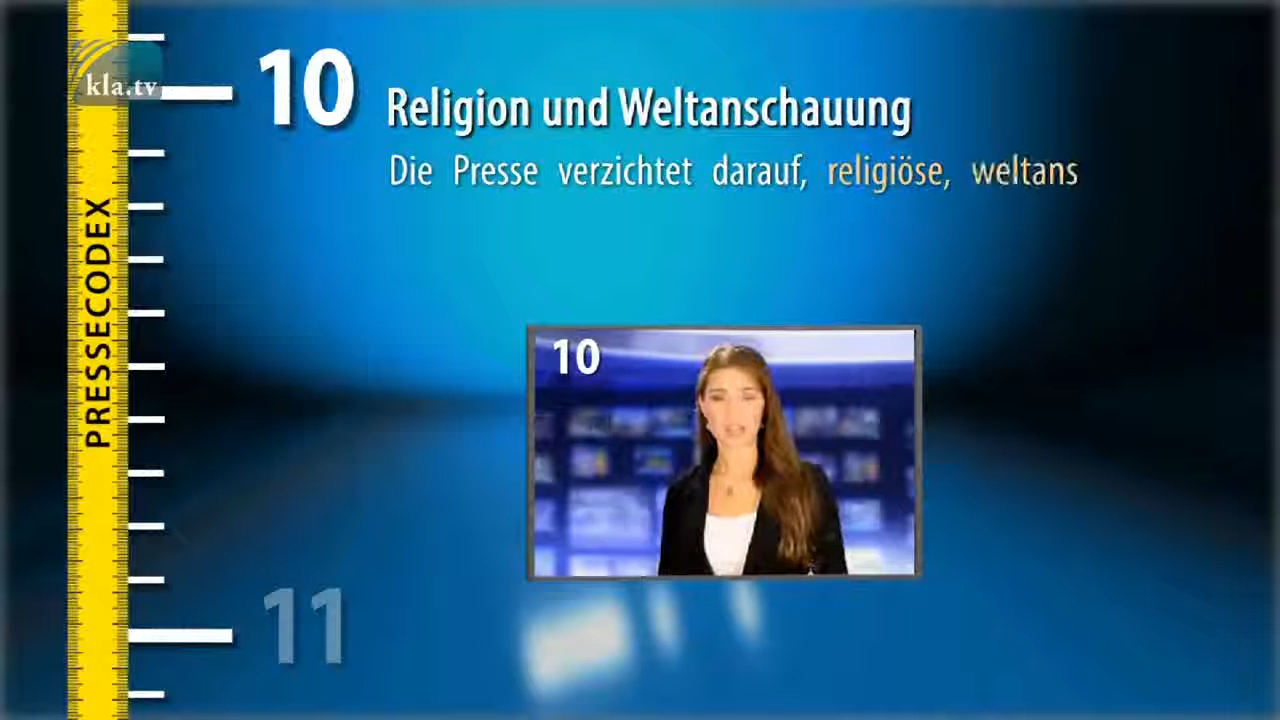 kla.tv
PRESSECODEX
10 Religion und Weltanschauung
Die Presse verzichtet darauf, religiöse, weltans
10
11